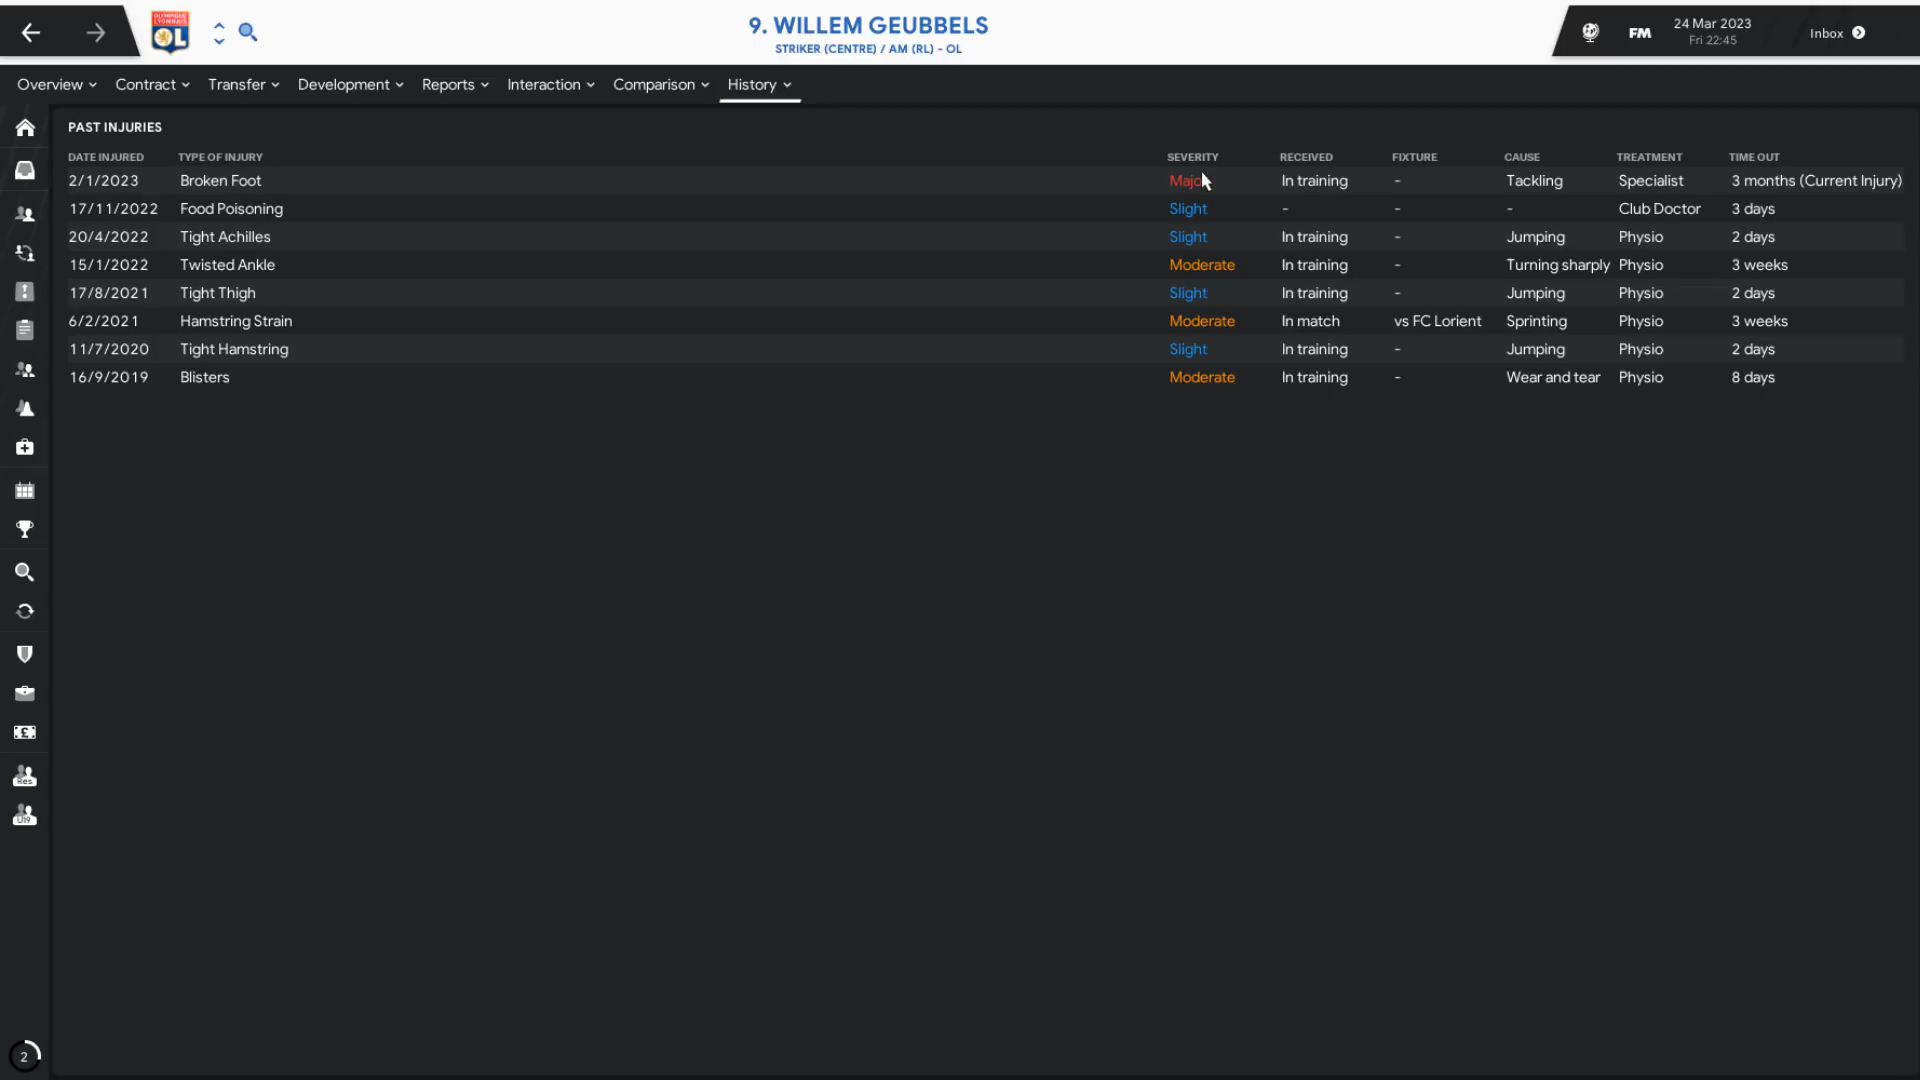 OLYMPIQUE
LYONNAIS
OL
9. WILLEM GEUBBELS
STRIKER (CENTRE) / AM (RL) - OL
FM
24 Mar 2023
Fri 22:45
Inbox
Overview
Contract
Transfer
Development
Reports
Interaction
Comparison
History
PAST INJURIES
DATE INJURED TYPE OF INJURY SEVERITY RECEIVED FIXTURE CAUSE TREATMENT TIME OUT
2/1/2023 Broken Foot Majo In training - Tackling Specialist 3 months (Current Injury)
17/11/2022 Food Poisoning Slight - - - Club Doctor 3 days
20/4/2022 Tight Achilles Slight In training - Jumping Physio 2 days
15/1/2022 Twisted Ankle Moderate In training - Turning sharply Physio 3 weeks
17/8/2021 Tight Thigh Slight In training - Jumping Physio 2 days
6/2/2021 Hamstring Strain Moderate In match vs FC Lorient Sprinting Physio 3 weeks
11/7/2020 Tight Hamstring Slight In training - Jumping Physio 2 days
16/9/2019 Blisters Moderate In training - Wear and tear Physio 8 days
£
Res
U19
2